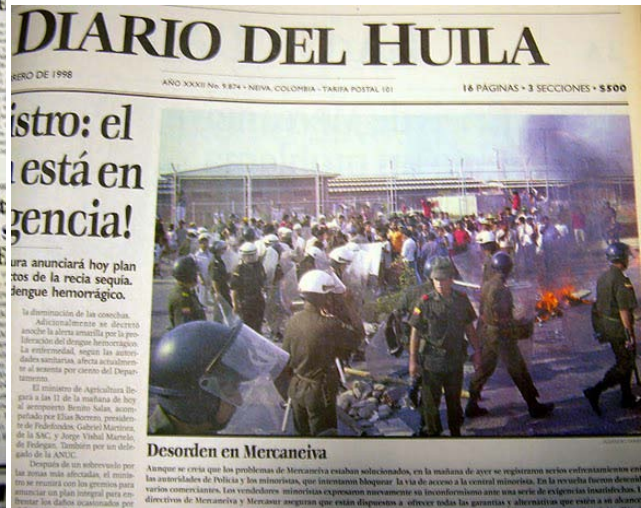 DIARIO DEL HUILA
RERO DE 1998
AÑO XXXII No. 9.874 • NEIVA, COLOMBIA - TARIFA POSTAL 101
16 PÁGINAS • 3 SECCIONES • $500
istro: el
está en
gencia!
ura anunciará hoy plan
tos de la recia sequía.
dengue hemorrágico.
la disminución de las cosechas.
Adicionalmente se decretó
anoche la alerta amarilla por la pro-
liferación del dengue hemorrágico.
La enfermedad, según las autori-
dades sanitarias, afecta actualmen-
te al sesenta por ciento del Depar-
tamento.
El ministro de Agricultura lle-
gará a las 11 de la mañana de hoy
al aeropuerto Benito Salas, acom-
pañado por Elías Borrero, presiden-
te de Fedefondos, Gabriel Martínez,
de la SAC, y Jorge Visbal Martelo,
de Fedegan. También por un dele-
gado de la ANUC.
Después de un sobrevuelo por
las zonas más afectadas, el minis-
tro se reunirá con los gremios para
anunciar un plan integral para en-
frentar los daños ocasionados por
Desorden en Mercaneiva
Aunque se creía que los problemas de Mercaneiva estaban solucionados, en la mañana de ayer se registraron serios enfrentamientos en
las autoridades de Policía y los minoristas, que intentaron bloquear la vía de acceso a la central minorista. En la revuelta fueron detenid
varios comerciantes. Los vendedores minoristas expresaron nuevamente su inconformismo ante una serie de exigencias insatisfechas.
directivos de Mercaneiva y Mercasur aseguran que están dispuestos a ofrecer todas las garantías y alternativas que estén a su alcance